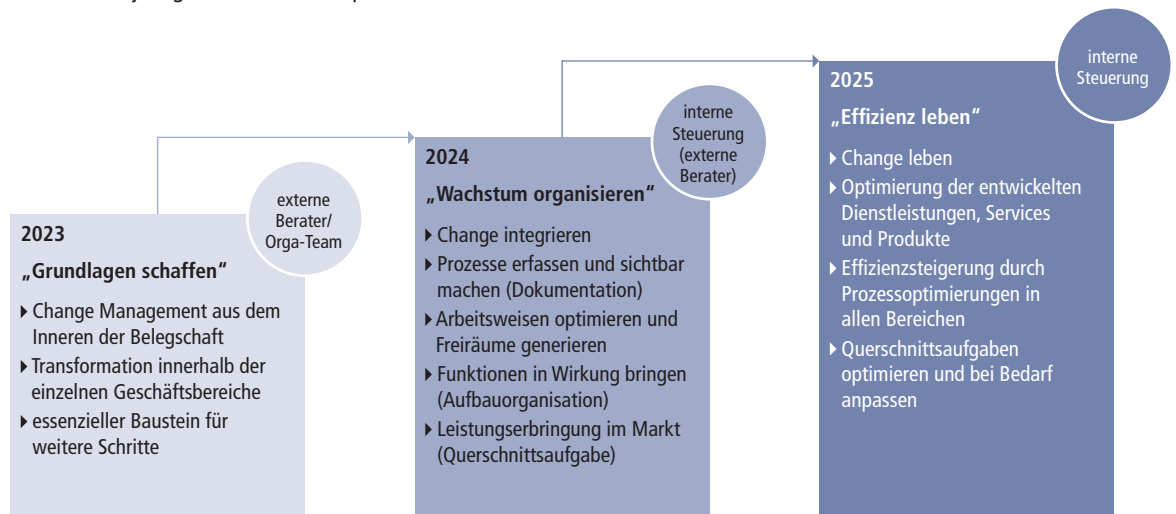 externe
Berater/
Orga-Team
2023
„Grundlagen schaffen“
Change Management aus dem
Inneren der Belegschaft
Transformation innerhalb der
einzelnen Geschäftsbereiche
essenzieller Baustein für
weitere Schritte
interne
Steuerung
(externe
Berater)
2024
„Wachstum organisieren“
Change integrieren
Prozesse erfassen und sichtbar
machen (Dokumentation)
Arbeitsweisen optimieren und
Freiräume generieren
Funktionen in Wirkung bringen
(Aufbauorganisation)
Leistungserbringung im Markt
(Querschnittsaufgabe)
interne
Steuerung
2025
„Effizienz leben“
Change leben
Optimierung der entwickelten
Dienstleistungen, Services
und Produkte
Effizienzsteigerung durch
Prozessoptimierungen in
allen Bereichen
Querschnittsaufgaben
optimieren und bei Bedarf
anpassen